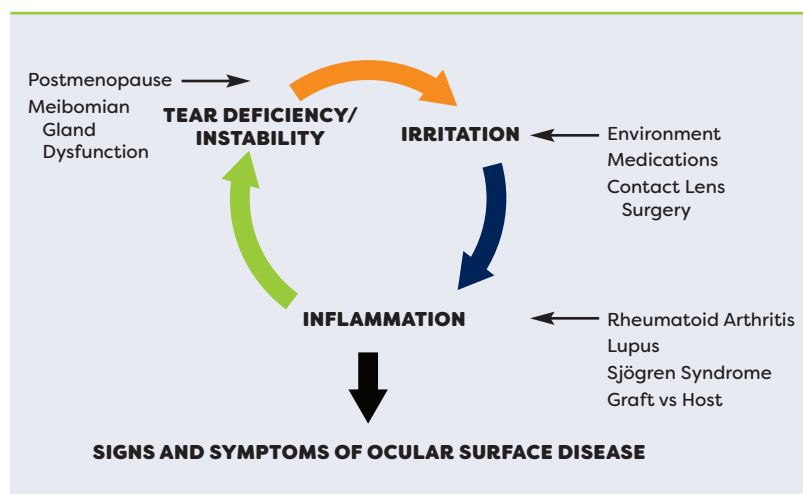 Postmenopause
Meibomian
Gland
Dysfunction
TEAR DEFICIENCY/
INSTABILITY
IRRITATION
Environment
Medications
Contact Lens
Surgery
INFLAMMATION
Rheumatoid Arthritis
Lupus
Sjögren Syndrome
Graft vs Host
SIGNS AND SYMPTOMS OF OCULAR SURFACE DISEASE